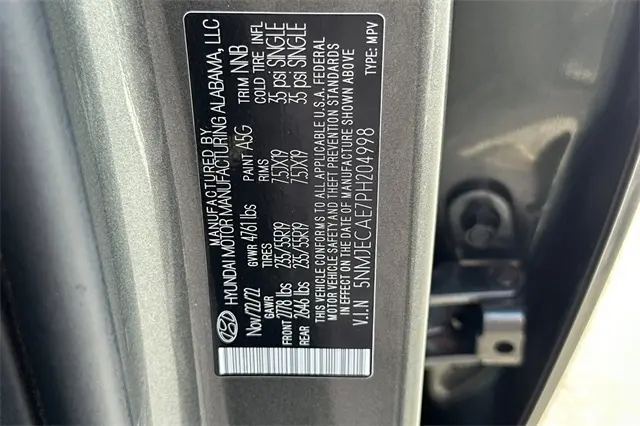 MANUFACTURED BY
HYUNDAI MOTOR MANUFACTURING ALABAMA, LLC
Nov/22/22 GVWR 4761 lbs PAINT A5G TRIM NNB
GAWR TIRES RIMS COLD TIRE INFL
FRONT 2778 lbs 235/55R19 7.5JX19 35 psi SINGLE
REAR 2646 lbs 235/55R19 7.5JX19 35 psi SINGLE
THIS VEHICLE CONFORMS TO ALL APPLICABLE U.S.A. FEDERAL
MOTOR VEHICLE SAFETY AND THEFT PREVENTION STANDARDS
IN EFFECT ON THE DATE OF MANUFACTURE SHOWN ABOVE
V.I.N 5NMJECAE7PH204998 TYPE: MPV